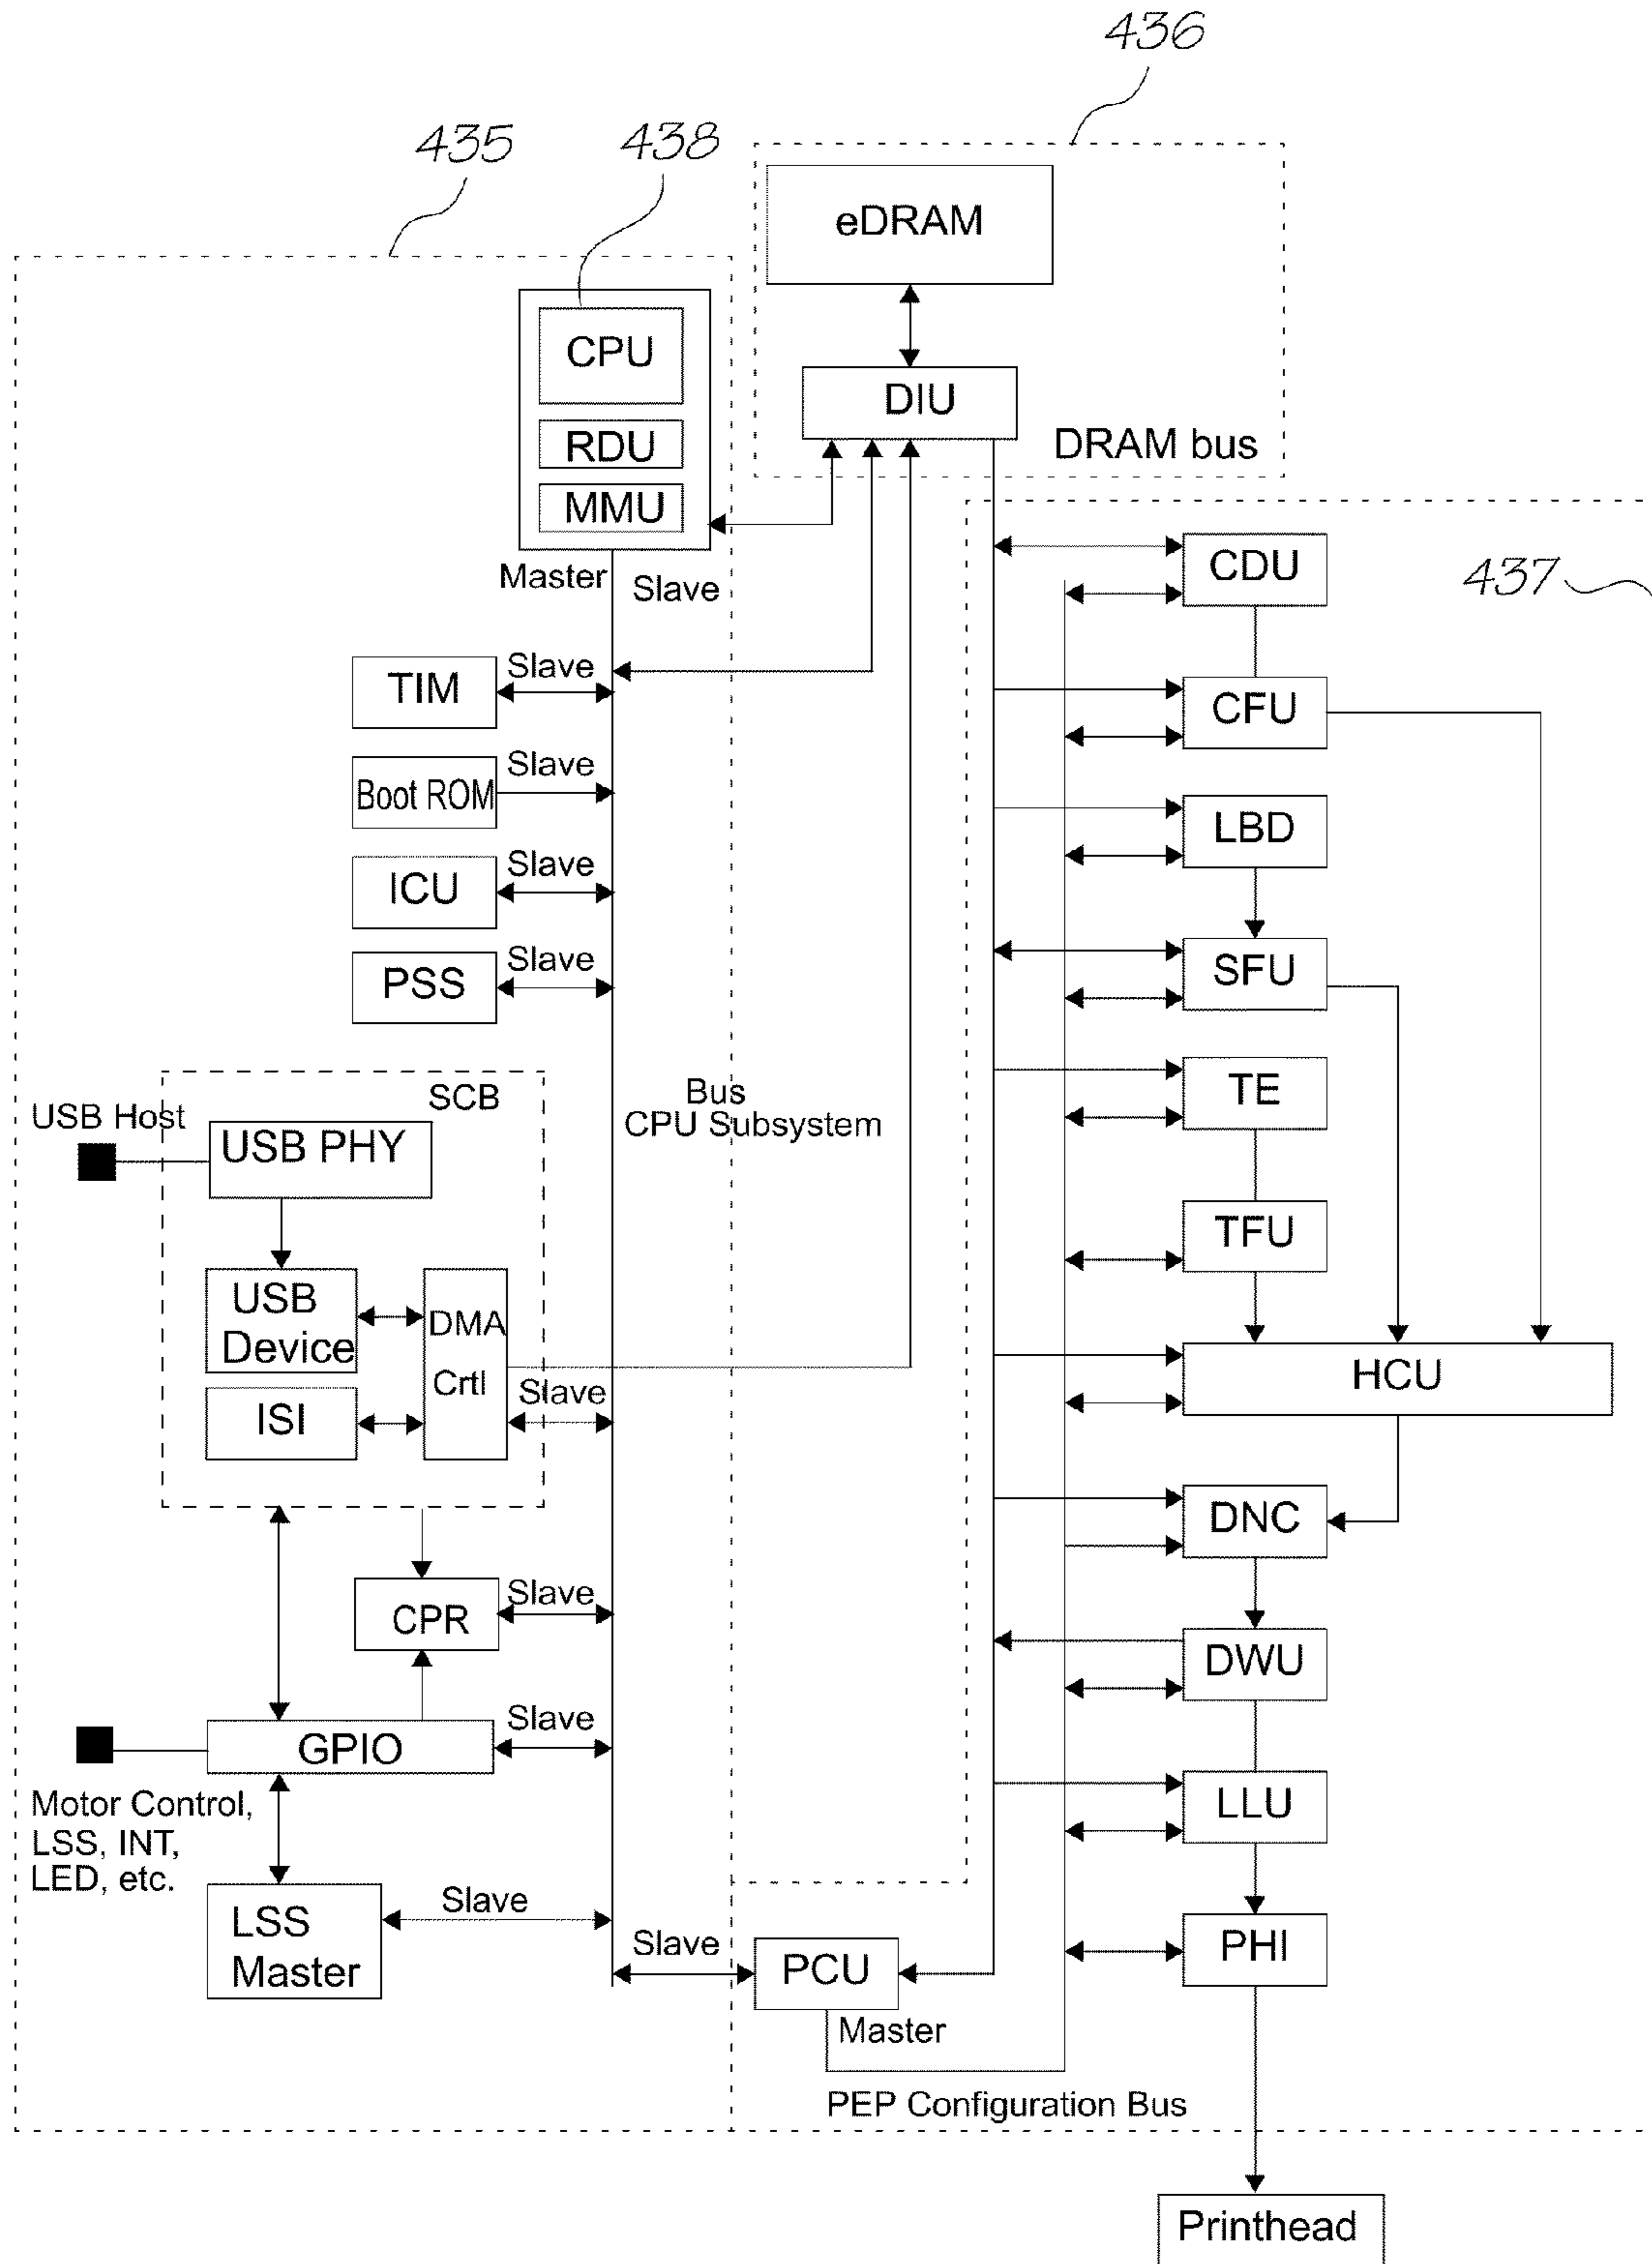 436
435
438
eDRAM
CPU
DIU
RDU
DRAM bus
MMU
Master
Slave
CDU
437
TIM
Slave
CFU
Boot ROM
Slave
LBD
ICU
Slave
PSS
Slave
SFU
SCB
USB Host
USB PHY
Bus
CPU Subsystem
TE
TFU
USB
Device
DMA
Crtl
Slave
ISI
HCU
DNC
CPR
Slave
DWU
GPIO
Slave
Motor Control,
LSS, INT,
LED, etc.
LLU
LSS
Master
Slave
Slave
PCU
PHI
Master
PEP Configuration Bus
Printhead